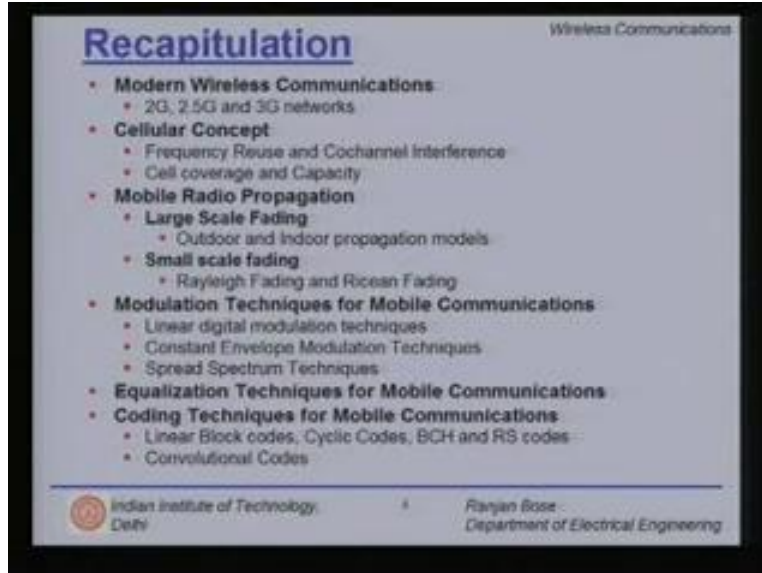 Wireless Communications
Recapitulation
• Modern Wireless Communications
• 2G, 2.5G and 3G networks
• Cellular Concept
• Frequency Reuse and Cochannel Interference
• Cell coverage and Capacity
• Mobile Radio Propagation
• Large Scale Fading
• Outdoor and Indoor propagation models
• Small scale fading
• Rayleigh Fading and Ricean Fading
• Modulation Techniques for Mobile Communications
• Linear digital modulation techniques
• Constant Envelope Modulation Techniques
• Spread Spectrum Techniques
• Equalization Techniques for Mobile Communications
• Coding Techniques for Mobile Communications
• Linear Block codes, Cyclic Codes, BCH and RS codes
• Convolutional Codes
Indian Institute of Technology,
Delhi
Ranjan Bose
Department of Electrical Engineering